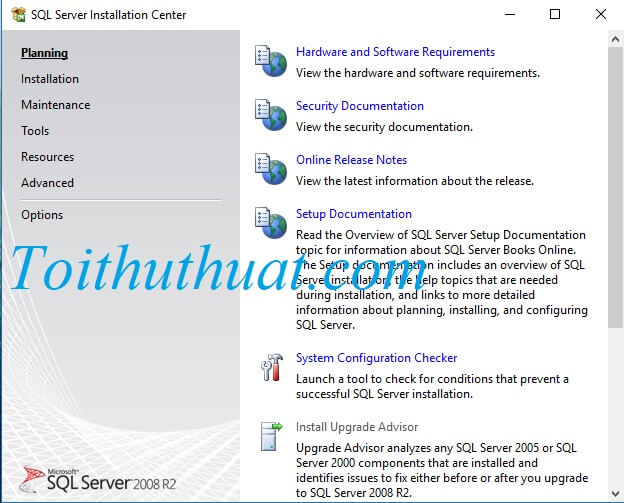 SQL Server Installation Center
Planning
Installation
Maintenance
Tools
Resources
Advanced
Options
Hardware and Software Requirements
View the hardware and software requirements.
Security Documentation
View the security documentation.
Online Release Notes
View the latest information about the release.
Setup Documentation
Read the Overview of SQL Server Setup Documentation
topic for information about SQL Server Books Online.
The Setup documentation includes an overview of SQL
Server installation, the help topics that are needed
during installation, and links to more detailed
information about planning, installing, and configuring
SQL Server.
System Configuration Checker
Launch a tool to check for conditions that prevent a
successful SQL Server installation.
Install Upgrade Advisor
Upgrade Advisor analyzes any SQL Server 2005 or SQL
Server 2000 components that are installed and
identifies issues to fix either before or after you upgrade
to SQL Server 2008 R2.
Toithuthuat.com
Microsoft
SQL Server 2008 R2